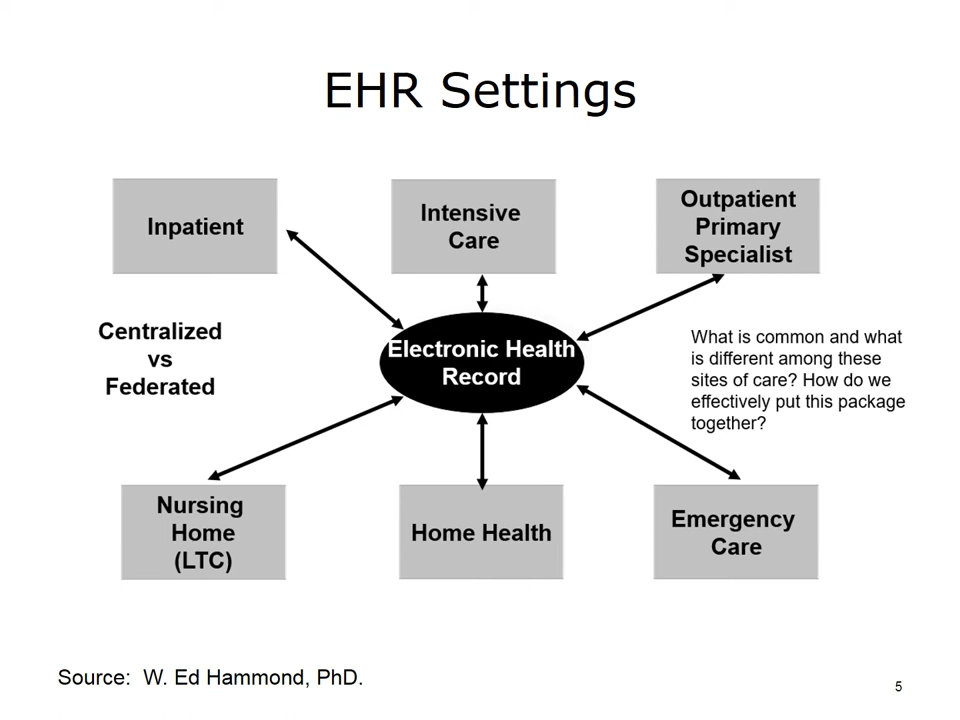 EHR Settings
Inpatient
Intensive
Care
Outpatient
Primary
Specialist
Centralized
vs
Federated
Electronic Health
Record
What is common and what
is different among these
sites of care? How do we
effectively put this package
together?
Nursing
Home
(LTC)
Home Health
Emergency
Care
Source:  W. Ed Hammond, PhD.
5